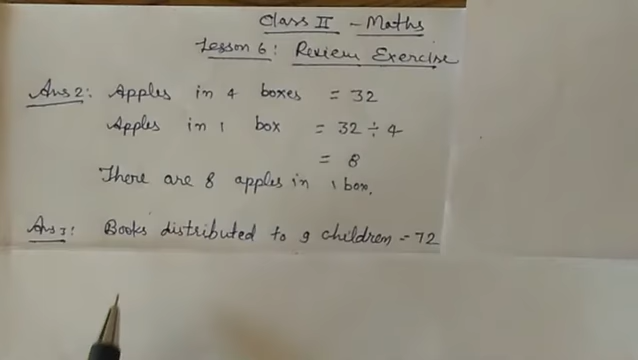 Class II - Maths
Lesson 6: Review Exercise
Ans 2: Apples in 4 boxes = 32
Apples in 1 box = 32 ÷ 4
= 8
There are 8 apples in 1 box.
Ans 3: Books distributed to 9 children = 72